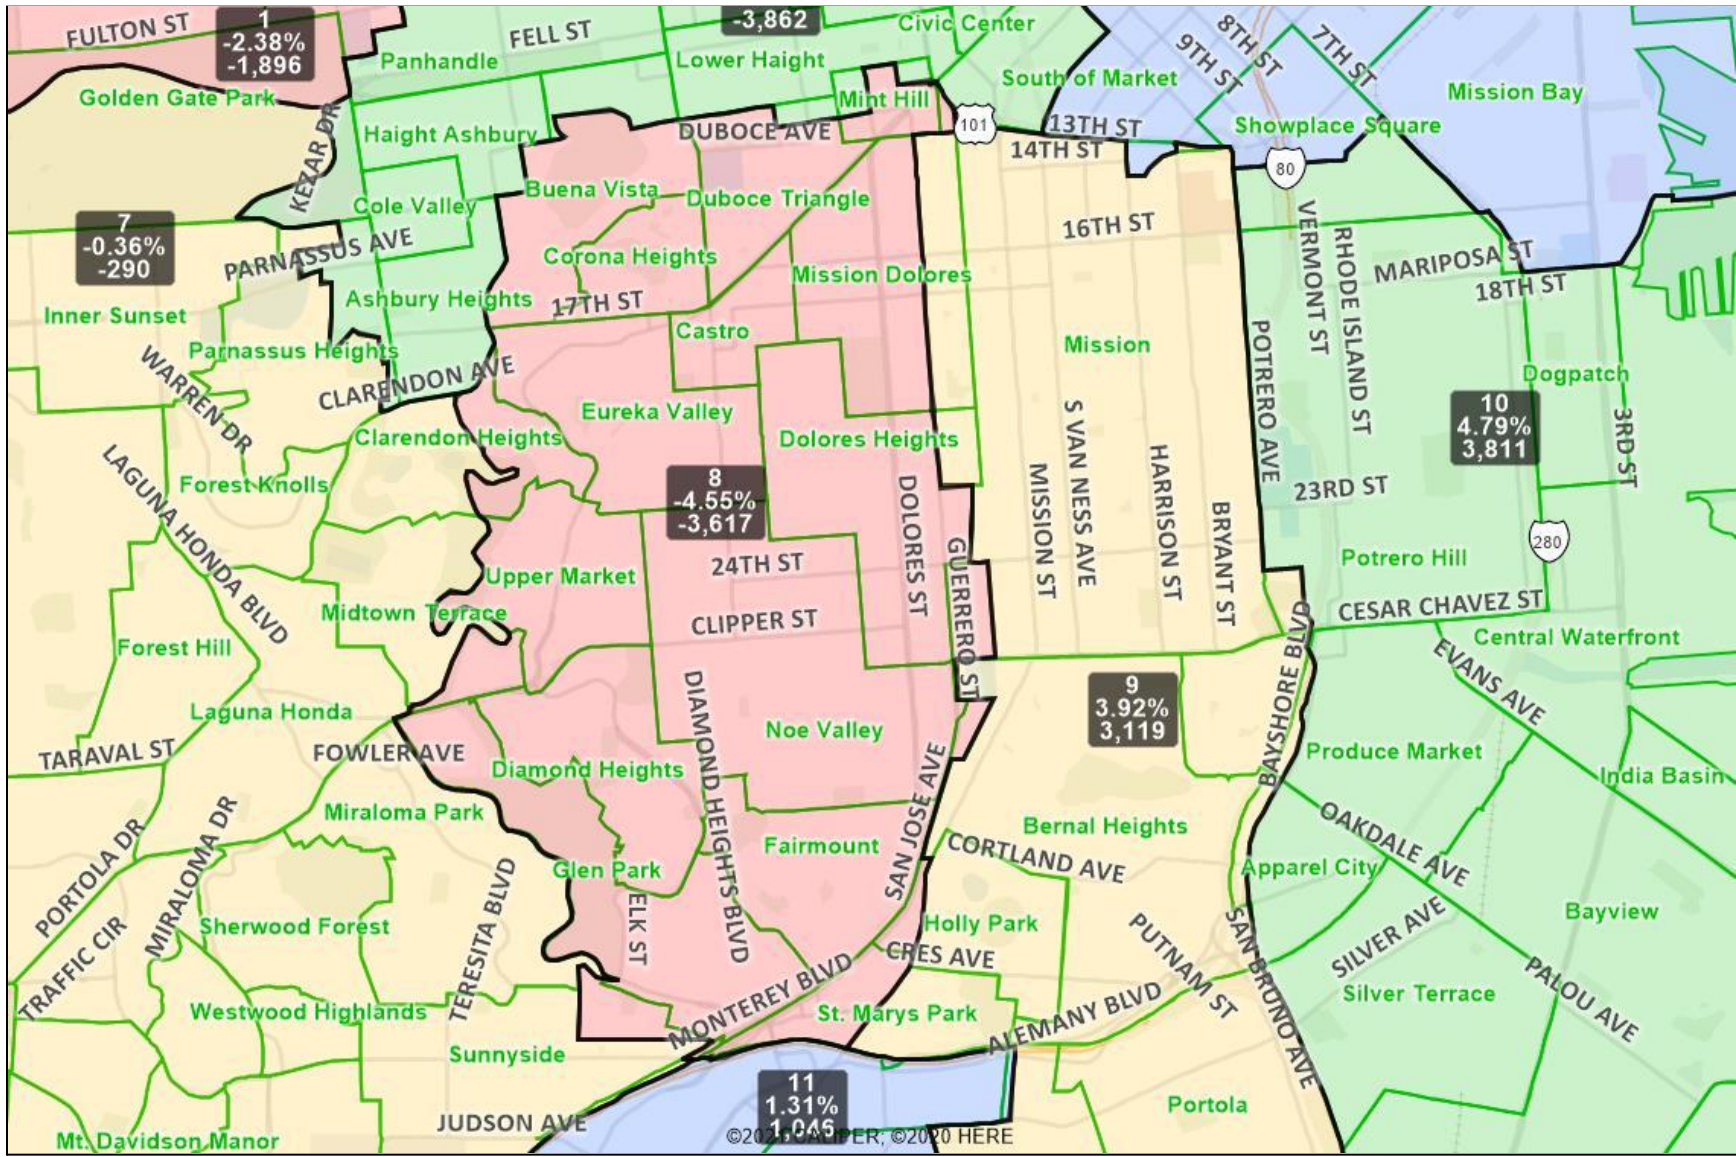 FULTON ST
1
-2.38%
-1,896
FELL ST
-3,862
Civic Center
8TH ST
7TH ST
9TH ST
Panhandle
Lower Haight
South of Market
Mission Bay
Golden Gate Park
Mint Hill
KEZAR DR
Haight Ashbury
DUBOCE AVE
101
13TH ST
Showplace Square
14TH ST
80
Buena Vista
Duboce Triangle
Cole Valley
7
-0.36%
-290
PARNASSUS AVE
16TH ST
VERMONT ST
RHODE ISLAND ST
MARIPOSA ST
Corona Heights
Mission Dolores
18TH ST
Ashbury Heights
17TH ST
Inner Sunset
Castro
Mission
POTRERO AVE
Parnassus Heights
WARREN DR
CLARENDON AVE
Dogpatch
Eureka Valley
10
4.79%
3,811
3RD ST
Clarendon Heights
Dolores Heights
S VAN NESS AVE
LAGUNA HONDA BLVD
Forest Knolls
8
-4.55%
-3,617
DOLORES ST
MISSION ST
HARRISON ST
BRYANT ST
23RD ST
280
Potrero Hill
24TH ST
GUERRERO ST
Upper Market
Midtown Terrace
CLIPPER ST
CESAR CHAVEZ ST
Central Waterfront
Forest Hill
BAYSHORE BLVD
EVANS AVE
9
3.92%
3,119
Laguna Honda
DIAMOND HEIGHTS BLVD
Noe Valley
TARAVAL ST
FOWLER AVE
Diamond Heights
Produce Market
India Basin
Miraloma Park
SAN JOSE AVE
Bernal Heights
OAKDALE AVE
PORTOLA DR
MIRALOMA DR
Fairmount
CORTLAND AVE
Glen Park
Apparel City
TERESITA BLVD
ELK ST
Sherwood Forest
Holly Park
Bayview
TRAFFIC CIR
CRES AVE
PUTNAM ST
SAN BRUNO AVE
SILVER AVE
PALOU AVE
Silver Terrace
Westwood Highlands
MONTEREY BLVD
St. Marys Park
ALEMANY BLVD
Sunnyside
11
1.31%
1,046
Portola
JUDSON AVE
Mt. Davidson Manor
©2021 CALIPER; ©2020 HERE